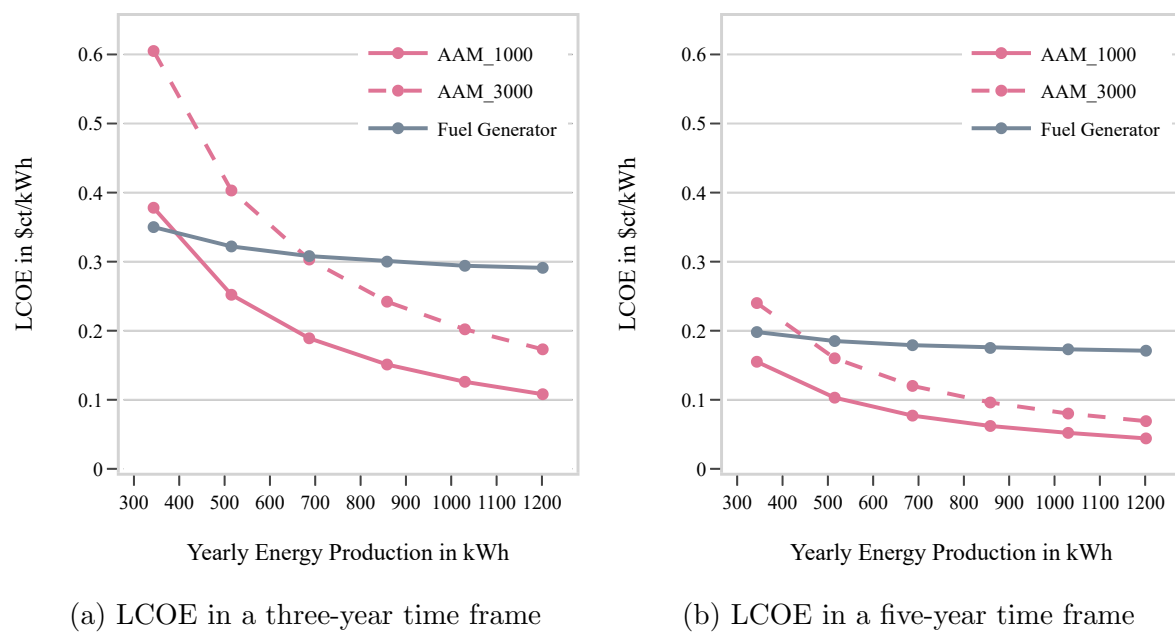 0.6
0.5
0.4
0.3
0.2
0.1
0
LCOE in $ct/kWh
AAM_1000
AAM_3000
Fuel Generator
300 400 500 600 700 800 900 1000 1100 1200
Yearly Energy Production in kWh
(a) LCOE in a three-year time frame
0.6
0.5
0.4
0.3
0.2
0.1
0
LCOE in $ct/kWh
AAM_1000
AAM_3000
Fuel Generator
300 400 500 600 700 800 900 1000 1100 1200
Yearly Energy Production in kWh
(b) LCOE in a five-year time frame